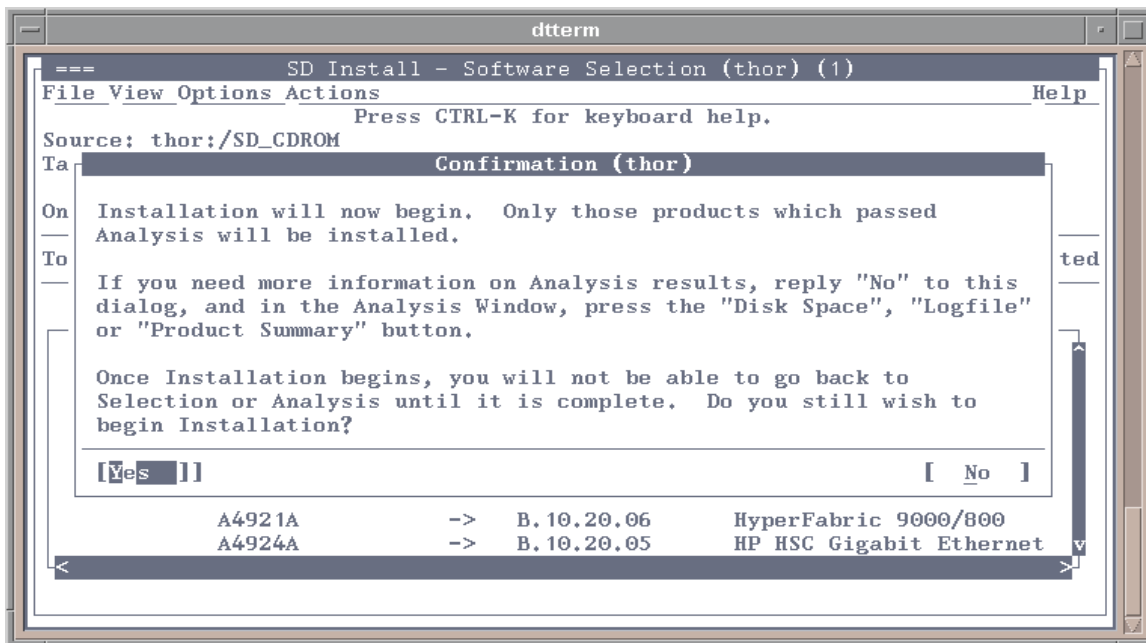 dtterm
=== SD Install - Software Selection (thor) (1)
File View Options Actions Help
Press CTRL-K for keyboard help.
Source: thor:/SD_CDROM
Ta
Confirmation (thor)
On
Installation will now begin.  Only those products which passed
Analysis will be installed.
To
ted
If you need more information on Analysis results, reply "No" to this
dialog, and in the Analysis Window, press the "Disk Space", "Logfile"
or "Product Summary" button.
Once Installation begins, you will not be able to go back to
Selection or Analysis until it is complete.  Do you still wish to
begin Installation?
[Yes ]] [ No ]
A4921A -> B.10.20.06 HyperFabric 9000/800
A4924A -> B.10.20.05 HP HSC Gigabit Ethernet